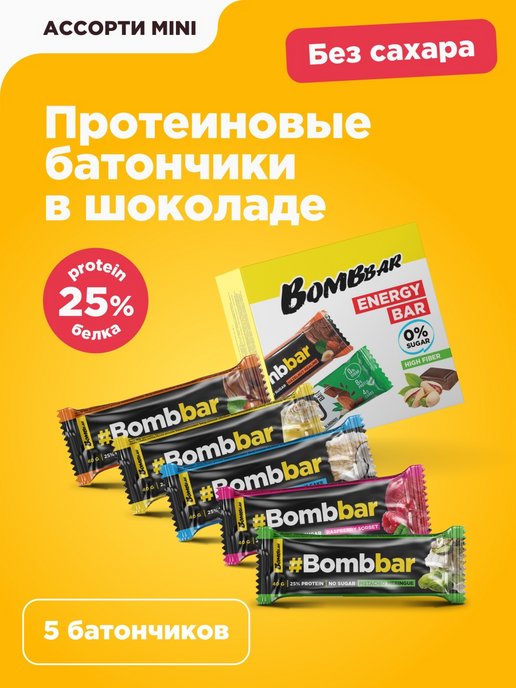 АССОРТИ MINI
Без сахара
Протеиновые
батончики
в шоколаде
protein
25%
белка
BOMBBAR
ENERGY
BAR
0%
SUGAR
HIGH FIBER
#Bombbar
#Bombbar
#Bombbar
#Bombbar
RASPBERRY SORBET
#Bombbar
40 G | 25% PROTEIN | NO SUGAR | PISTACHIO MERINGUE
5 батончиков